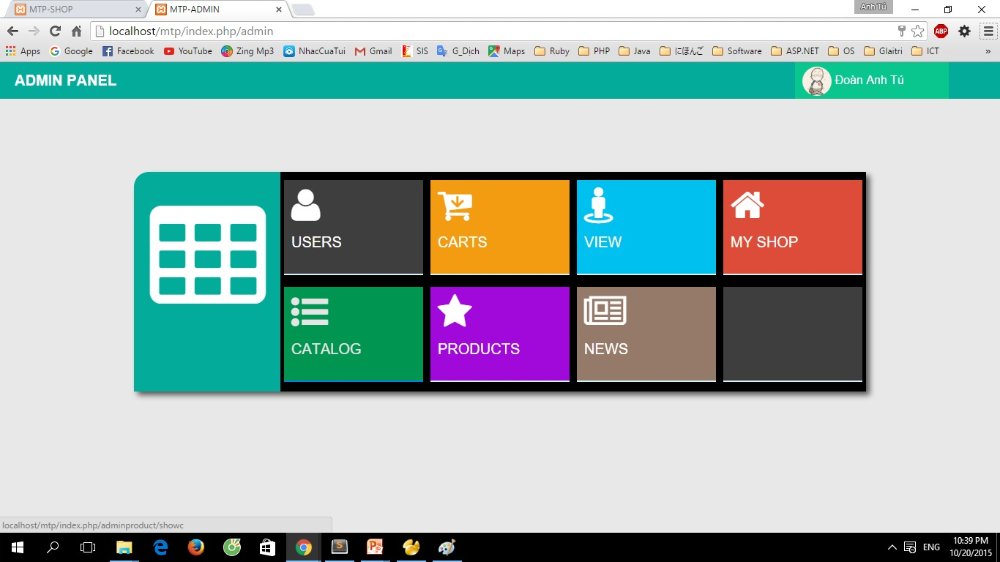 MTP-SHOP
MTP-ADMIN
Anh Tú
localhost/mtp/index.php/admin
ABP
Apps Google Facebook YouTube Zing Mp3 NhacCuaTui Gmail SIS G_Dịch Maps Ruby PHP Java にほんご Software ASP.NET OS Glaitri ICT »
ADMIN PANEL
Đoàn Anh Tú
USERS
CARTS
VIEW
MY SHOP
CATALOG
PRODUCTS
NEWS
localhost/mtp/index.php/adminproduct/showc
ENG
10:39 PM
10/20/2015